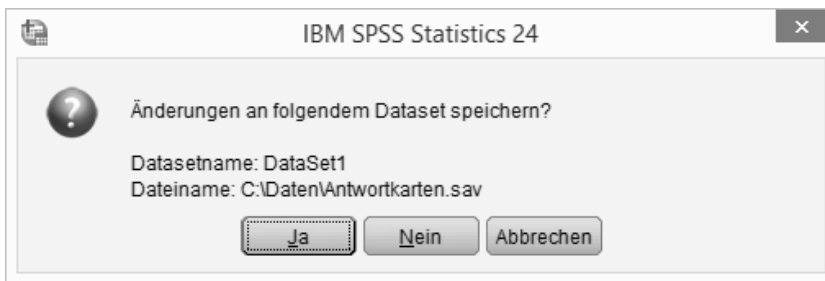 IBM SPSS Statistics 24
Änderungen an folgendem Dataset speichern?
Datasetname: DataSet1
Dateiname: C:\Daten\Antwortkarten.sav
Ja Nein Abbrechen